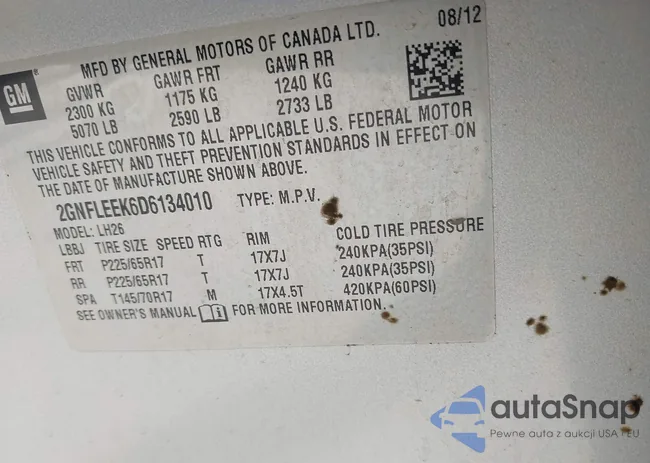 08/12
MFD BY GENERAL MOTORS OF CANADA LTD.
GM
GVWR GAWR FRT GAWR RR
2300 KG 1175 KG 1240 KG
5070 LB 2590 LB 2733 LB
THIS VEHICLE CONFORMS TO ALL APPLICABLE U.S. FEDERAL MOTOR
VEHICLE SAFETY AND THEFT PREVENTION STANDARDS IN EFFECT ON
THE DATE OF MANUFACTURE SHOWN ABOVE.
2GNFLEEK6D6134010 TYPE: M.P.V.
MODEL: LH26
LBBJ TIRE SIZE SPEED RTG RIM COLD TIRE PRESSURE
FRT P225/65R17 T 17X7J 240KPA(35PSI)
RR P225/65R17 T 17X7J 240KPA(35PSI)
SPA T145/70R17 M 17X4.5T 420KPA(60PSI)
SEE OWNER'S MANUAL FOR MORE INFORMATION.
autaSnap
Pewne auta z aukcji USA i EU